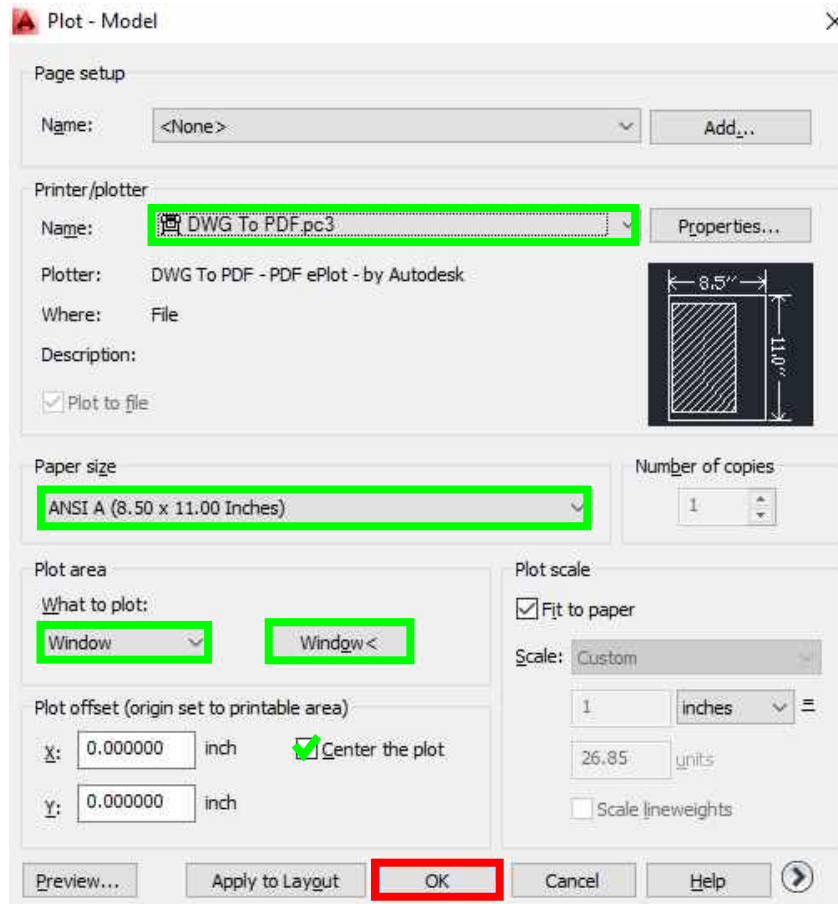 Plot - Model
Page setup
Name: <None> Add...
Printer/plotter
Name: DWG To PDF.pc3 Properties...
Plotter: DWG To PDF - PDF ePlot - by Autodesk
Where: File
Description:
Plot to file
8.5″
11.0″
Paper size
ANSI A (8.50 x 11.00 Inches)
Number of copies
1
Plot area
What to plot:
Window Window<
Plot scale
Fit to paper
Scale: Custom
1 inches =
26.85 units
Scale lineweights
Plot offset (origin set to printable area)
X: 0.000000 inch Center the plot
Y: 0.000000 inch
Preview... Apply to Layout OK Cancel Help